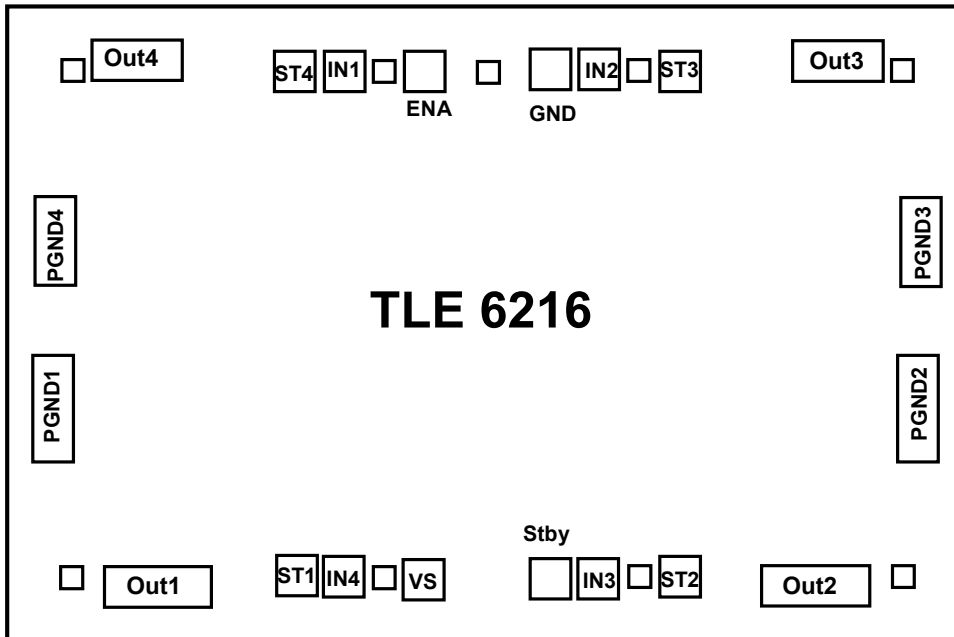 Out4
ST4 IN1
ENA
GND
IN2 ST3
Out3
PGND4
PGND3
TLE 6216
PGND1
PGND2
Stby
Out1
ST1 IN4 VS
IN3 ST2
Out2